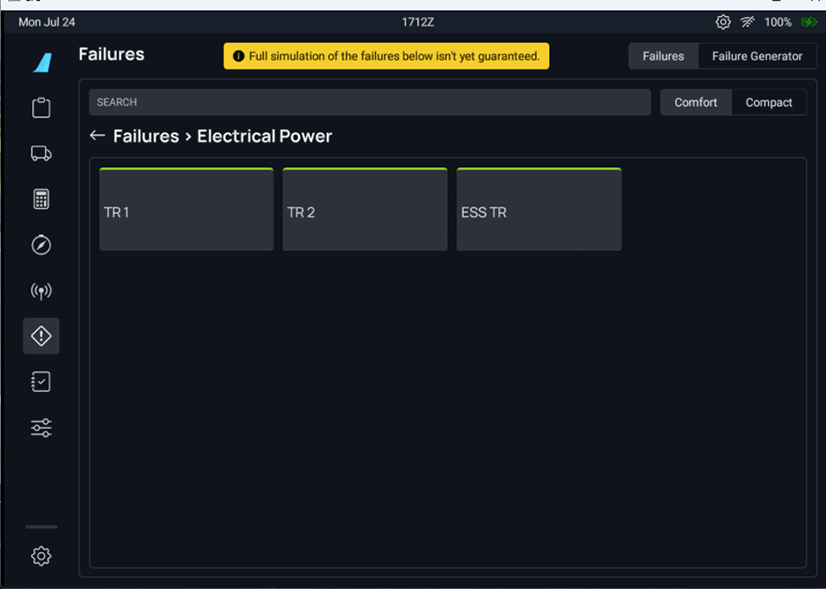 Mon Jul 24 1712Z 100%
Failures Full simulation of the failures below isn't yet guaranteed. Failures Failure Generator
SEARCH Comfort Compact
← Failures > Electrical Power
TR 1 TR 2 ESS TR